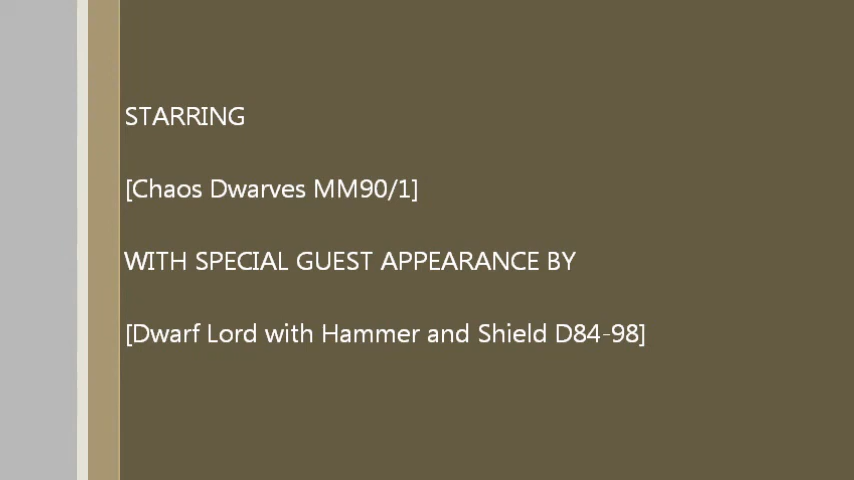 STARRING
[Chaos Dwarves MM90/1]
WITH SPECIAL GUEST APPEARANCE BY
[Dwarf Lord with Hammer and Shield D84-98]